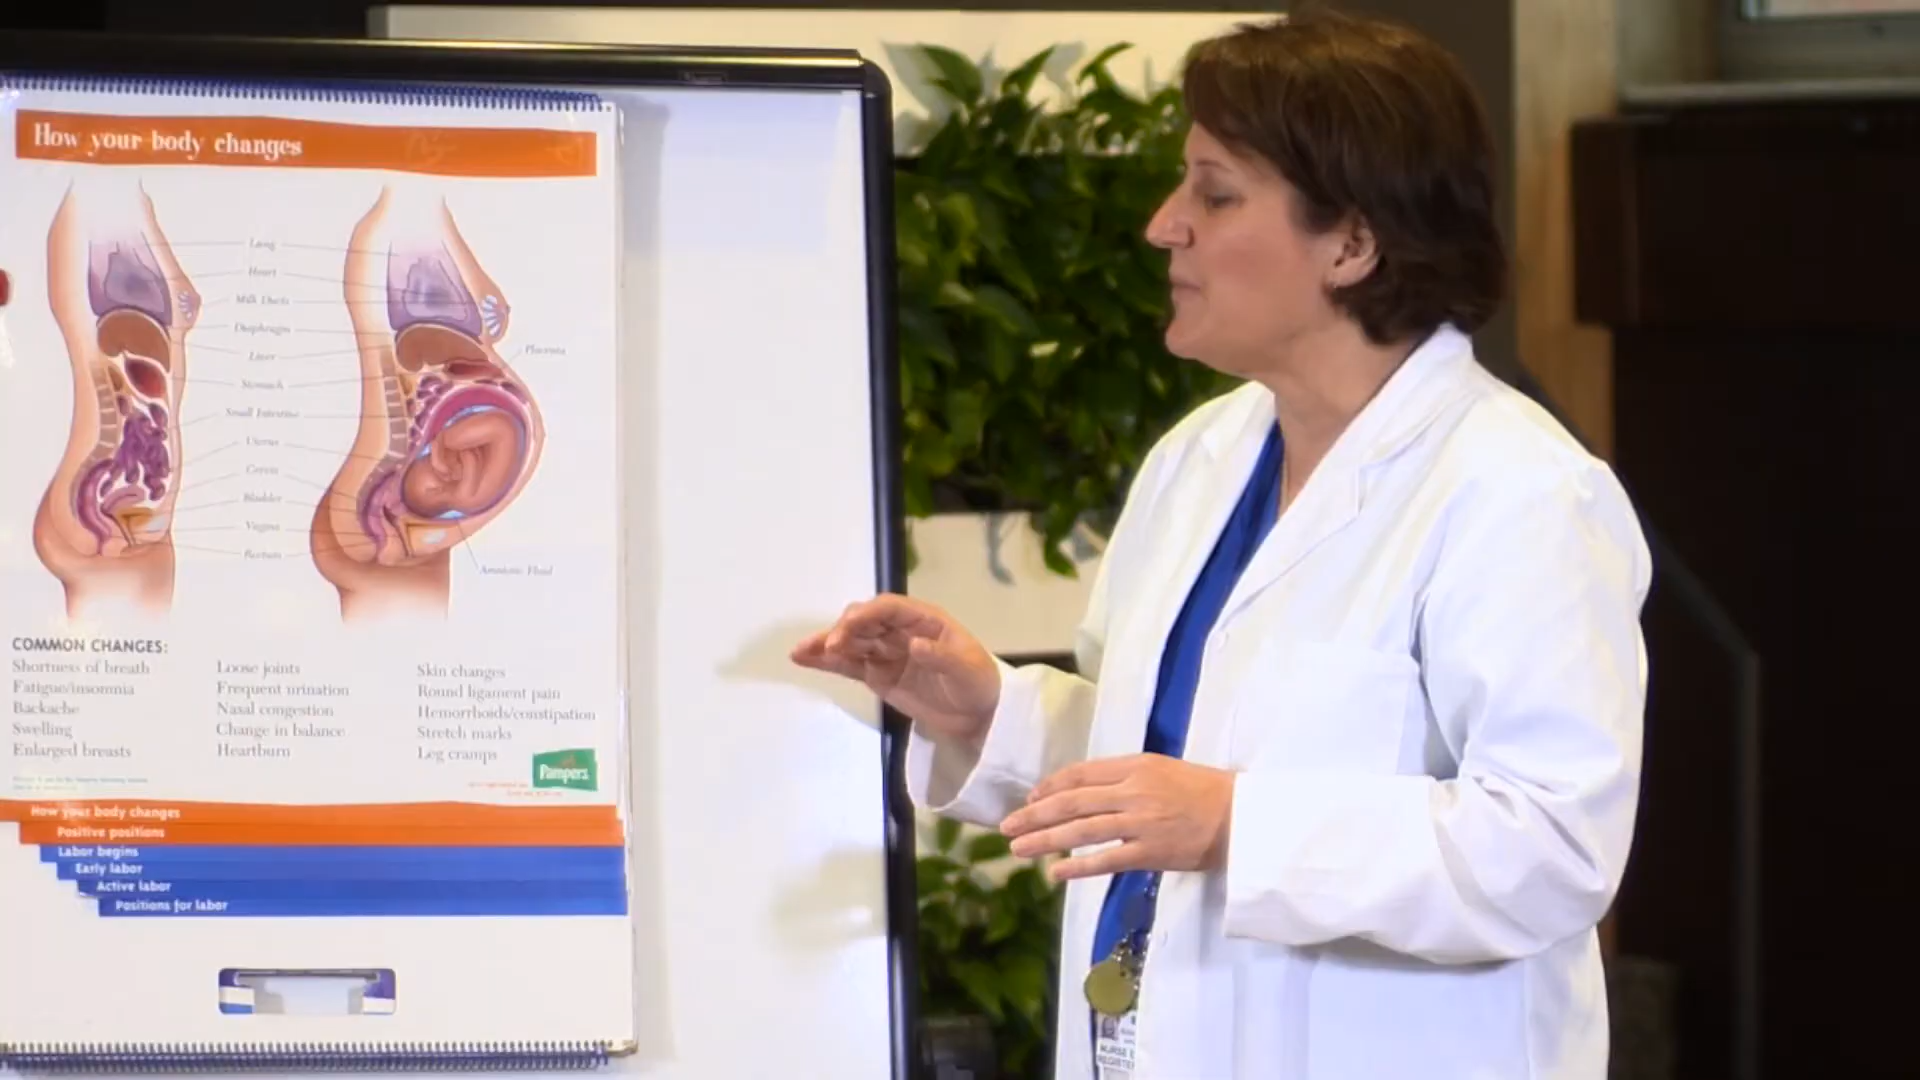 How your body changes
Lung
Heart
Milk Ducts
Diaphragm
Liver
Placenta
Stomach
Small Intestine
Uterus
Cervix
Bladder
Vagina
Rectum
Amniotic Fluid
COMMON CHANGES:
Shortness of breath
Fatigue/insomnia
Backache
Swelling
Enlarged breasts
Loose joints
Frequent urination
Nasal congestion
Change in balance
Heartburn
Skin changes
Round ligament pain
Hemorrhoids/constipation
Stretch marks
Leg cramps
Pampers
How your body changes
Positive positions
Labor begins
Early labor
Active labor
Positions for labor
NURSE
REGISTE